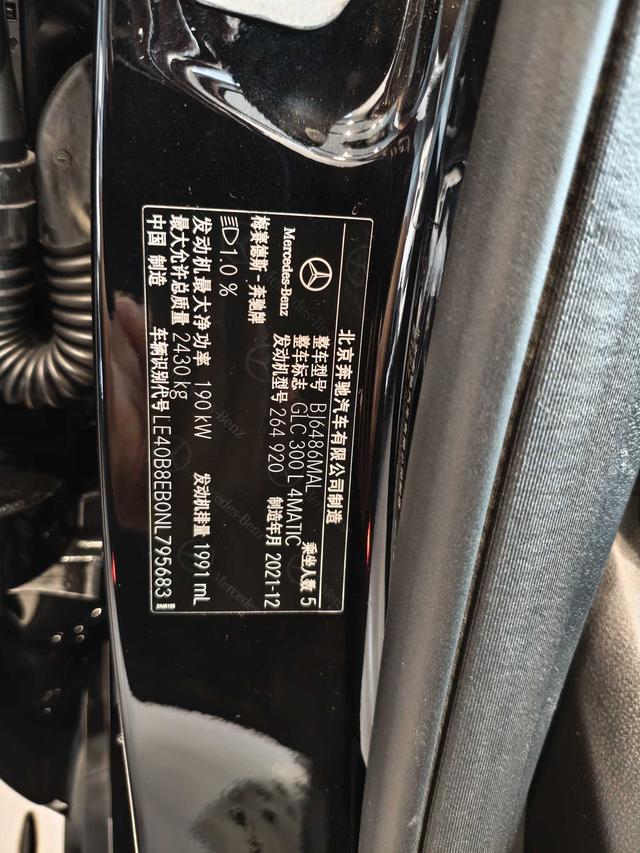 北京奔驰汽车有限公司制造
Mercedes-Benz
梅赛德斯-奔驰牌
整车型号 BJ6486MAL 乘坐人数 5
整车标志 GLC 300 L 4MATIC
发动机型号 264 920 制造年月 2021-12
1.0 %
发动机最大净功率 190 kW 发动机排量 1991 mL
最大允许总质量 2430 kg
中国 制造 车辆识别代号 LE40B8EB0NL795683